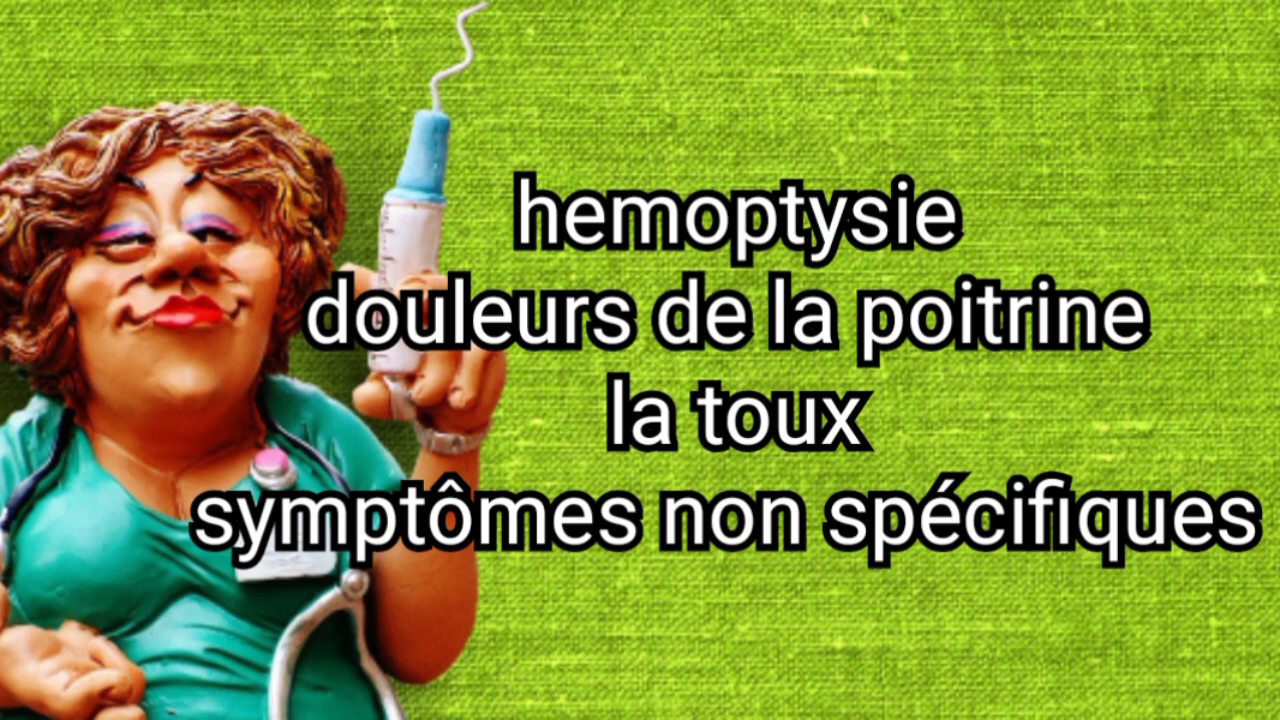 hemoptysie
douleurs de la poitrine
la toux
symptômes non spécifiques